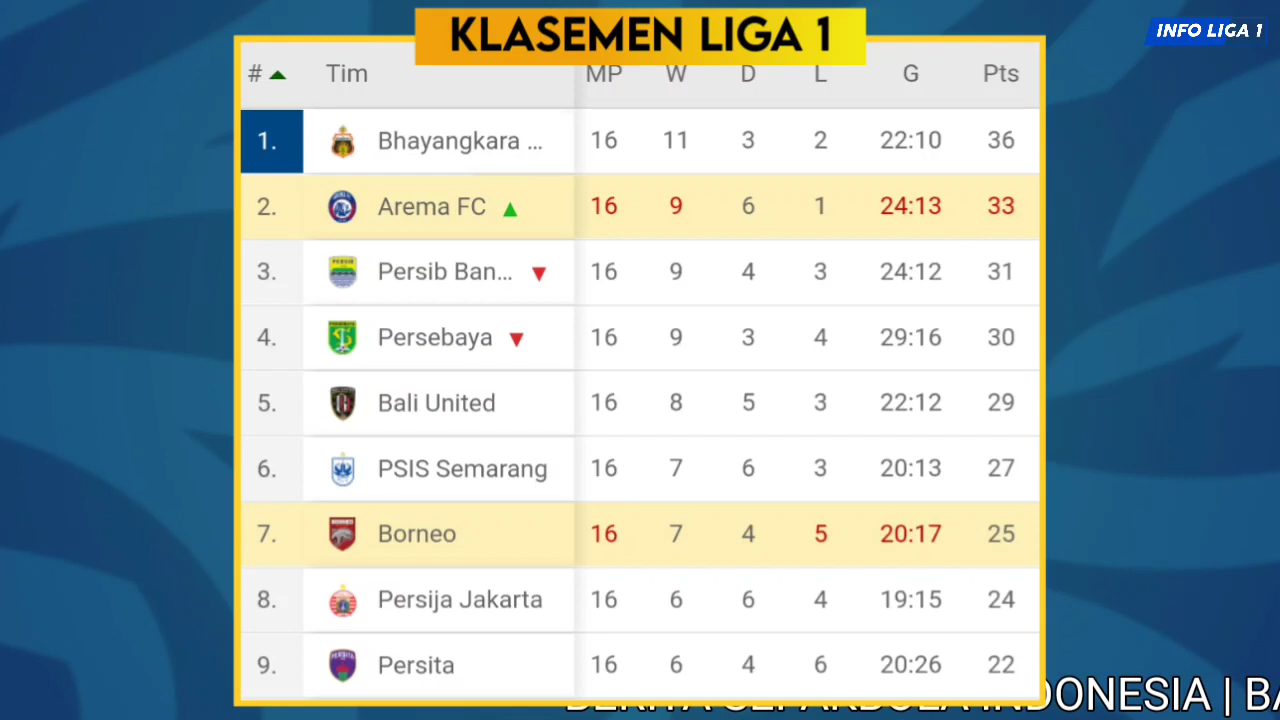 KLASEMEN LIGA 1
INFO LIGA 1
# Tim MP W D L G Pts
1. Bhayangkara ... 16 11 3 2 22:10 36
2. Arema FC 16 9 6 1 24:13 33
3. Persib Ban... 16 9 4 3 24:12 31
4. Persebaya 16 9 3 4 29:16 30
5. Bali United 16 8 5 3 22:12 29
6. PSIS Semarang 16 7 6 3 20:13 27
7. Borneo 16 7 4 5 20:17 25
8. Persija Jakarta 16 6 6 4 19:15 24
9. Persita 16 6 4 6 20:26 22
BERITA SEPAKBOLA INDONESIA | BA